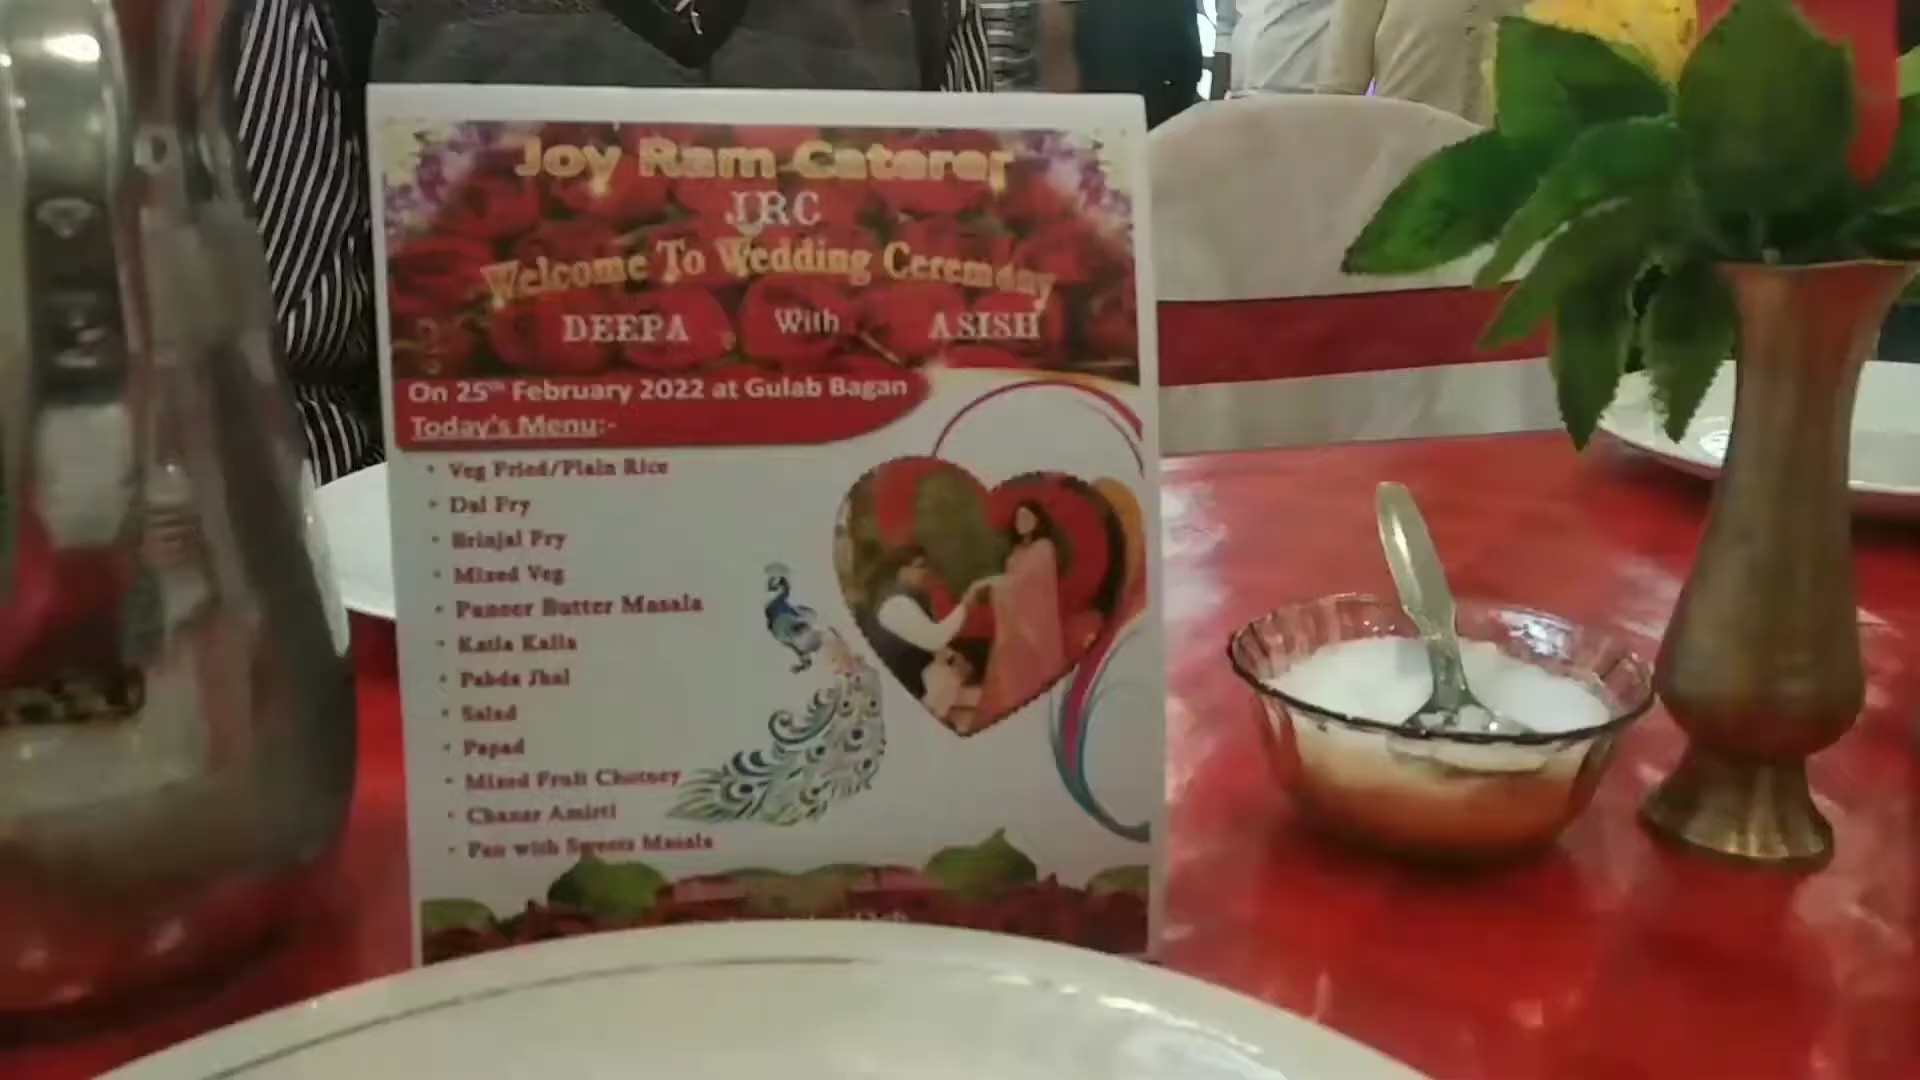 Joy Ram Caterer
JRC
Welcome To Wedding Ceremony
DEEPA With ASISH
On 25th February 2022 at Gulab Bagan
Today's Menu:-
• Veg Fried/Plain Rice
• Dal Fry
• Brinjal Fry
• Mixed Veg
• Paneer Butter Masala
• Katla Kalia
• Pabda Jhal
• Salad
• Papad
• Mixed Fruit Chutney
• Chanar Amirti
• Pan with Sweets Masala